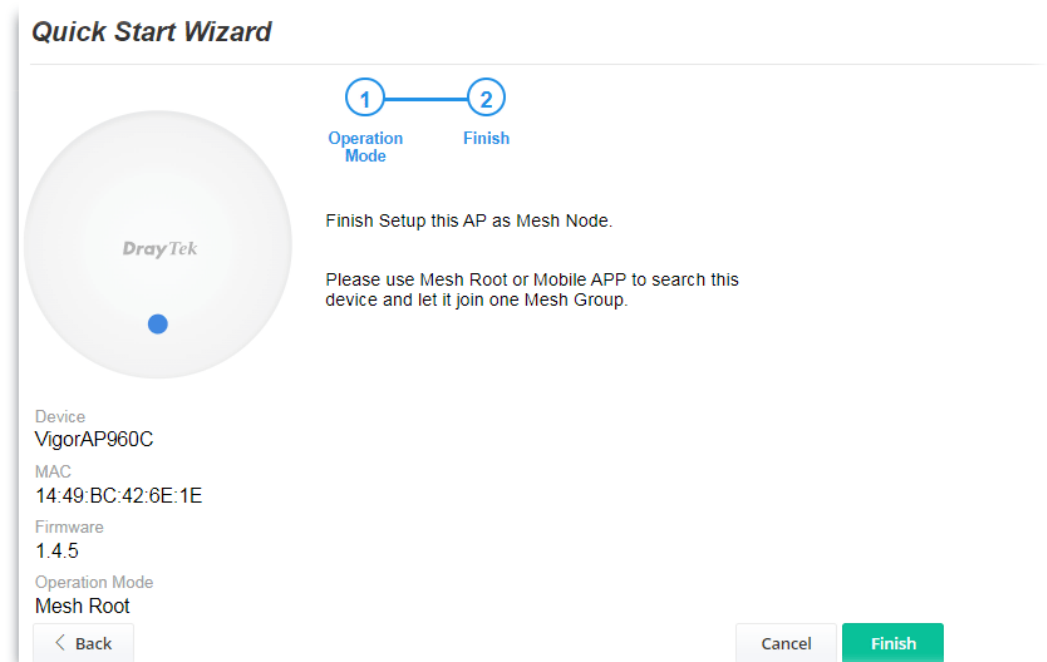 Quick Start Wizard
1
2
Operation
Mode
Finish
Finish Setup this AP as Mesh Node.
Please use Mesh Root or Mobile APP to search this
device and let it join one Mesh Group.
DrayTek
Device
VigorAP960C
MAC
14:49:BC:42:6E:1E
Firmware
1.4.5
Operation Mode
Mesh Root
Back
Cancel
Finish